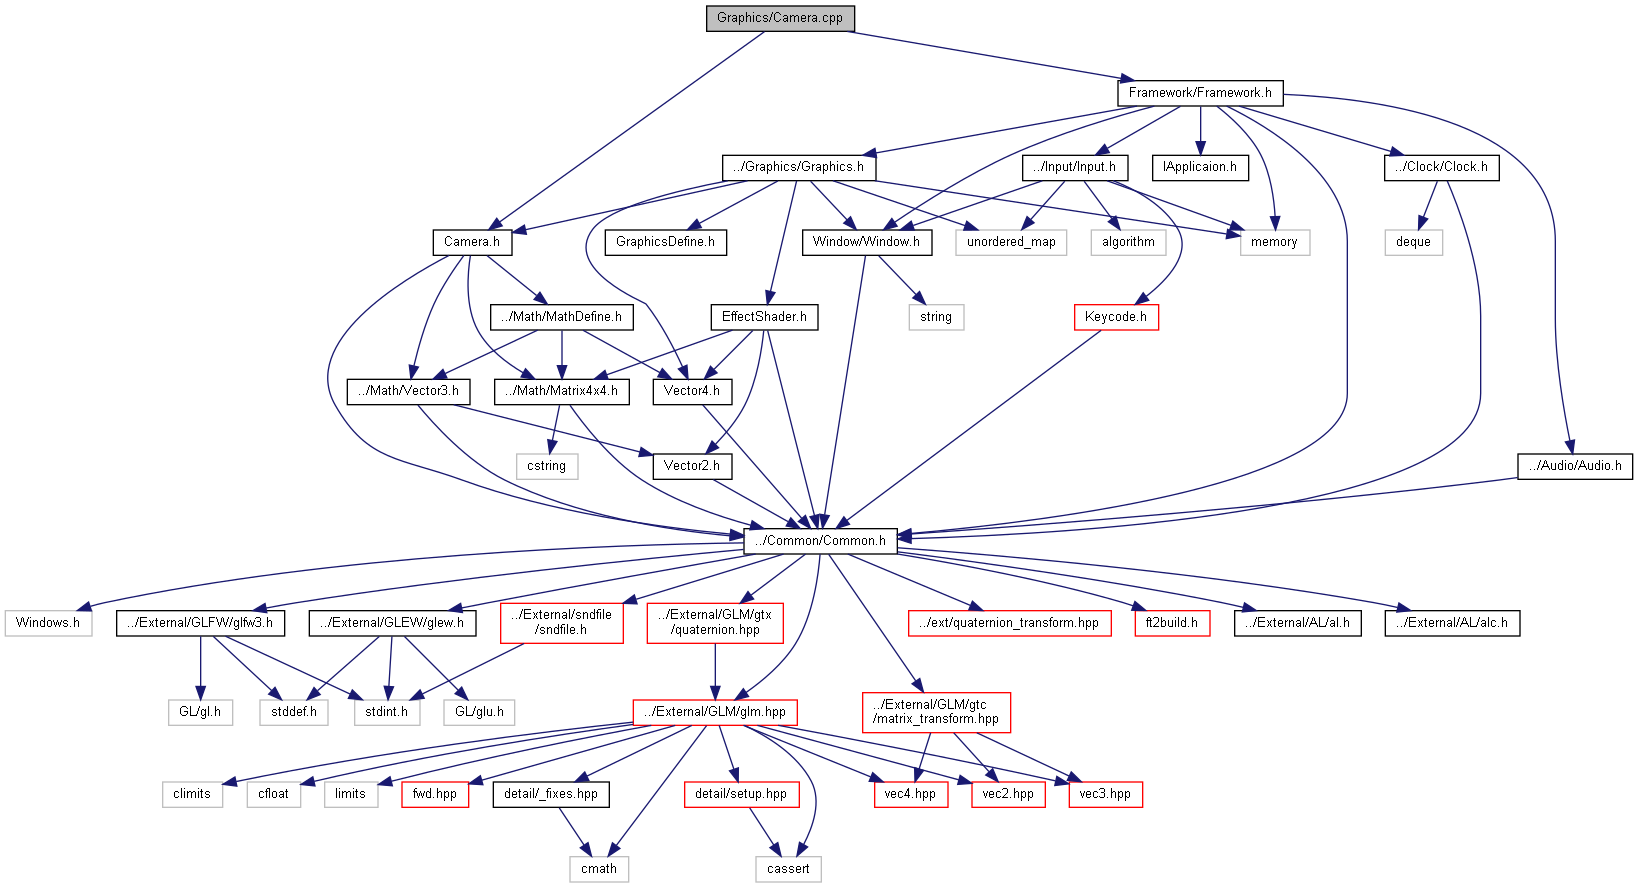 Graphics/Camera.cpp
Framework/Framework.h
../Graphics/Graphics.h
../Input/Input.h
IApplicaion.h
../Clock/Clock.h
Camera.h
GraphicsDefine.h
Window/Window.h
unordered_map
algorithm
memory
deque
../Math/MathDefine.h
EffectShader.h
string
Keycode.h
../Math/Vector3.h
../Math/Matrix4x4.h
Vector4.h
cstring
Vector2.h
../Audio/Audio.h
../Common/Common.h
Windows.h
../External/GLFW/glfw3.h
../External/GLEW/glew.h
../External/sndfile
/sndfile.h
../External/GLM/gtx
/quaternion.hpp
../ext/quaternion_transform.hpp
ft2build.h
../External/AL/al.h
../External/AL/alc.h
GL/gl.h
stddef.h
stdint.h
GL/glu.h
../External/GLM/glm.hpp
../External/GLM/gtc
/matrix_transform.hpp
climits
cfloat
limits
fwd.hpp
detail/_fixes.hpp
detail/setup.hpp
vec4.hpp
vec2.hpp
vec3.hpp
cmath
cassert